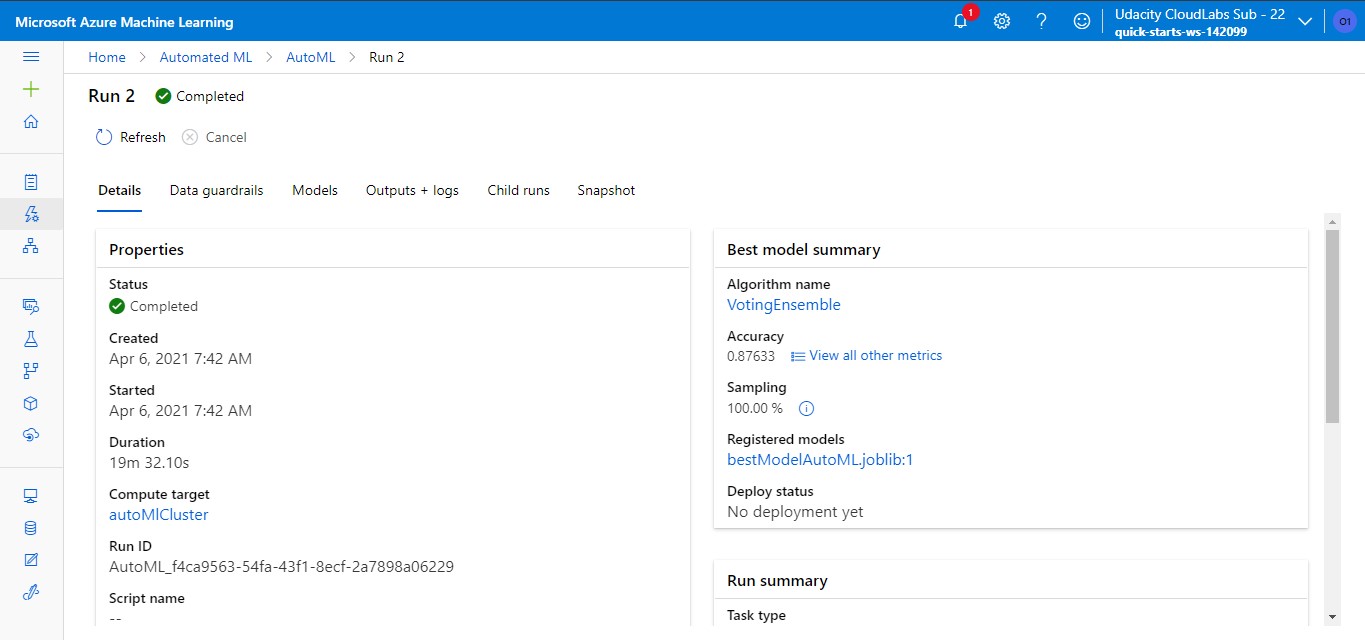 Microsoft Azure Machine Learning
1
Udacity CloudLabs Sub - 22
quick-starts-ws-142099
O1
Home > Automated ML > AutoML > Run 2
Run 2 Completed
Refresh Cancel
Details Data guardrails Models Outputs + logs Child runs Snapshot
Properties
Status
Completed
Created
Apr 6, 2021 7:42 AM
Started
Apr 6, 2021 7:42 AM
Duration
19m 32.10s
Compute target
autoMlCluster
Run ID
AutoML_f4ca9563-54fa-43f1-8ecf-2a7898a06229
Script name
--
Best model summary
Algorithm name
VotingEnsemble
Accuracy
0.87633 View all other metrics
Sampling
100.00 %
Registered models
bestModelAutoML.joblib:1
Deploy status
No deployment yet
Run summary
Task type